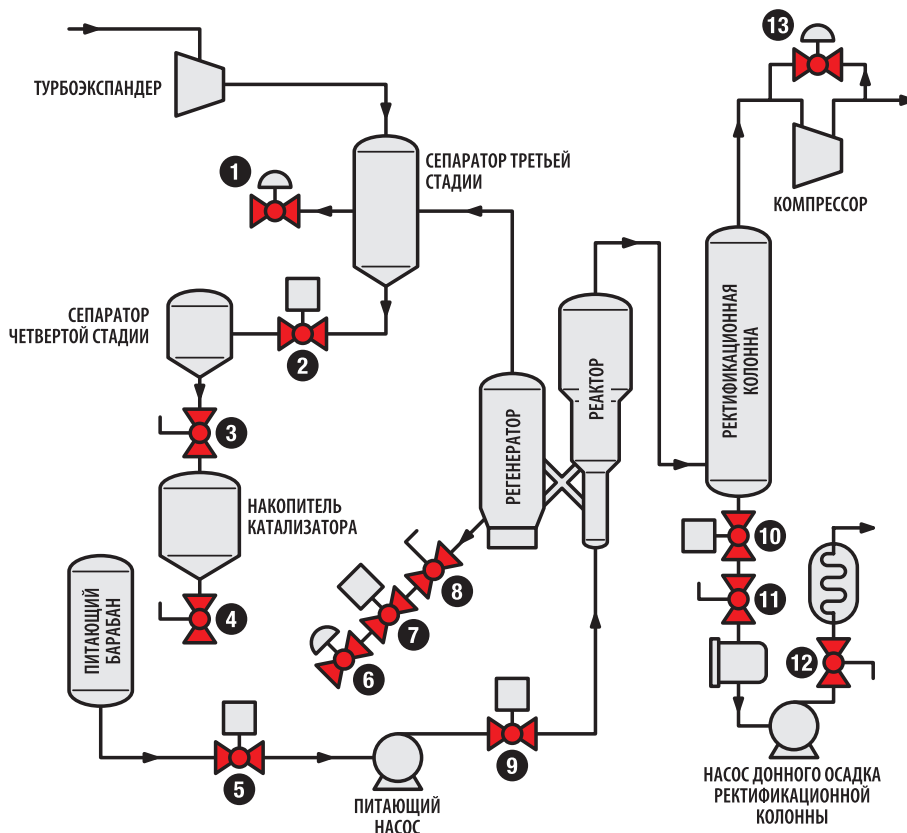 13
ТУРБОЭКСПАНДЕР
СЕПАРАТОР ТРЕТЬЕЙ
СТАДИИ
1
КОМПРЕССОР
СЕПАРАТОР
ЧЕТВЕРТОЙ СТАДИИ
2
РЕКТИФИКАЦИОННАЯ
КОЛОННА
РЕАКТОР
РЕГЕНЕРАТОР
3
НАКОПИТЕЛЬ
КАТАЛИЗАТОРА
10
8
11
4
7
ПИТАЮЩИЙ
БАРАБАН
6
12
5
9
НАСОС ДОННОГО ОСАДКА
РЕКТИФИКАЦИОННОЙ
КОЛОННЫ
ПИТАЮЩИЙ
НАСОС